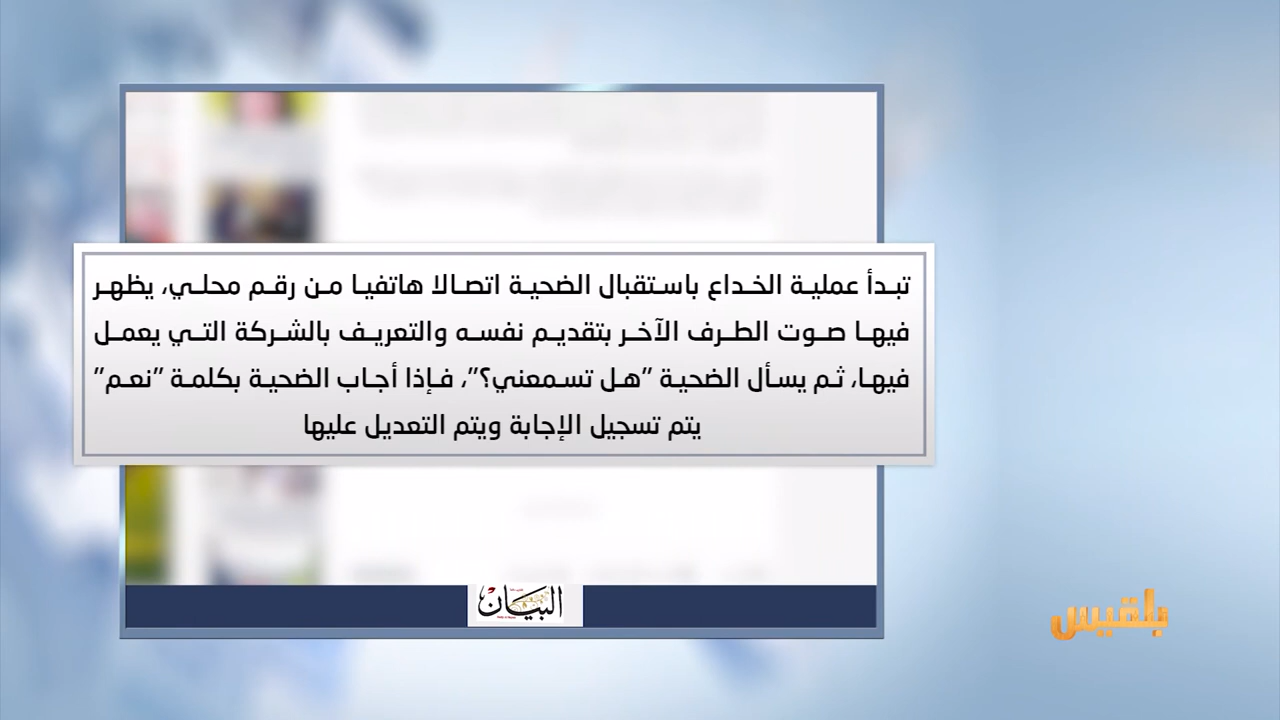 تبدأ عملية الخداع باستقبال الضحية اتصالا هاتفيا من رقم محلي، يظهر
فيها صوت الطرف الآخر بتقديم نفسه والتعريف بالشركة التي يعمل
فيها، ثم يسأل الضحية "هل تسمعني؟"، فإذا أجاب الضحية بكلمة "نعم"
يتم تسجيل الإجابة ويتم التعديل عليها
البيان
بلقيس